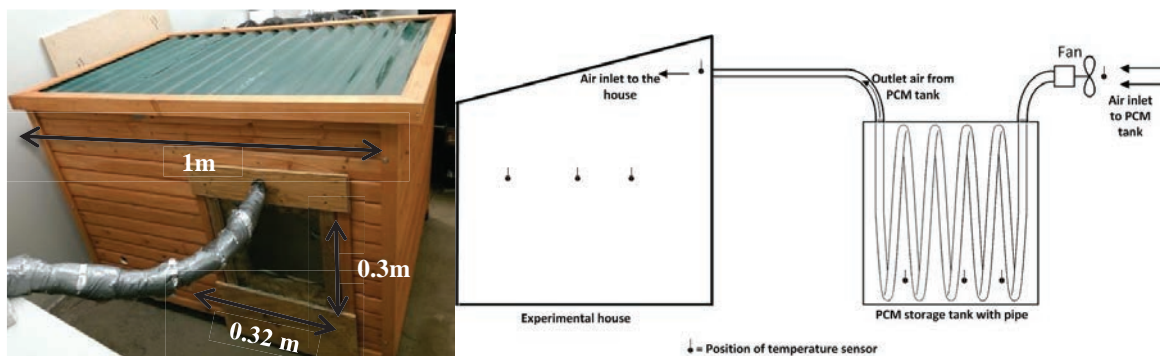 1m
0.3m
0.32 m
Air inlet to the
house
Outlet air from
PCM tank
Fan
Air inlet
to PCM
tank
Experimental house
PCM storage tank with pipe
= Position of temperature sensor